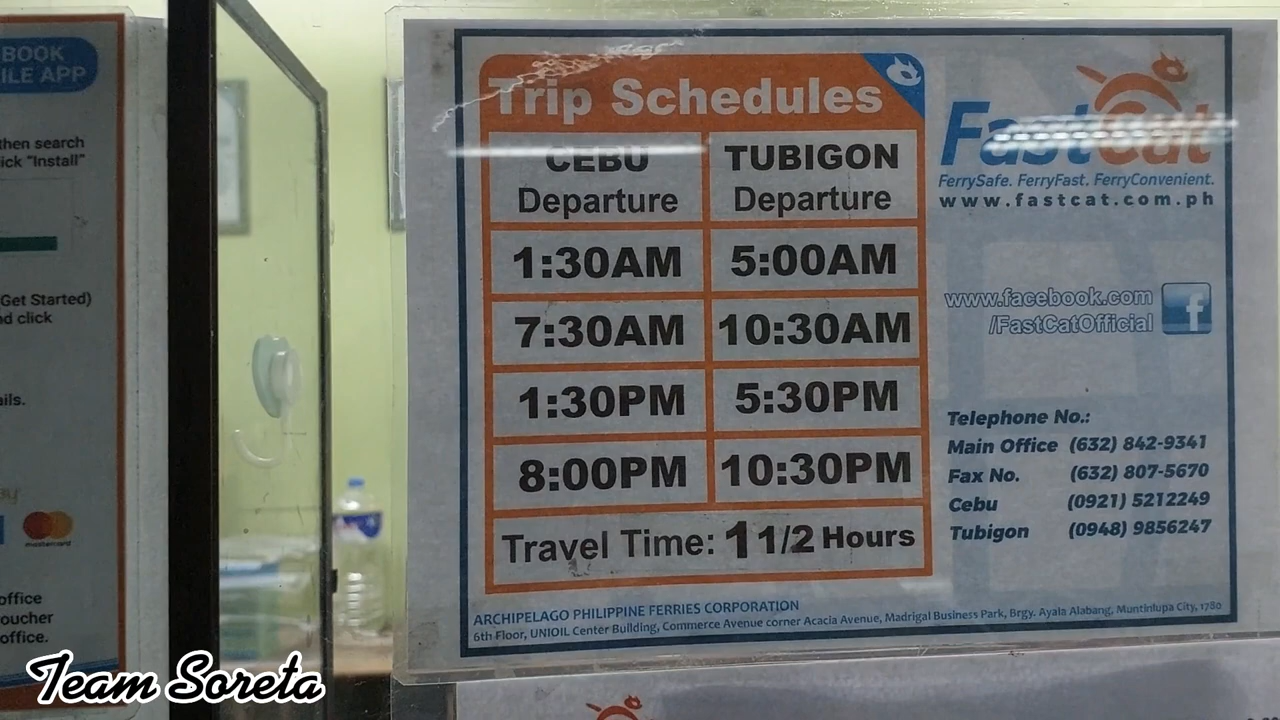 BOOK
ILE APP
then search
ick "Install"
Get Started)
nd click
ils.
mastercard
office
oucher
office.
Trip Schedules
CEBU
Departure
TUBIGON
Departure
1:30AM 5:00AM
7:30AM 10:30AM
1:30PM 5:30PM
8:00PM 10:30PM
Travel Time: 1 1/2 Hours
FastCat
FerrySafe. FerryFast. FerryConvenient.
www.fastcat.com.ph
www.facebook.com
/FastCatOfficial
f
Telephone No.:
Main Office (632) 842-9341
Fax No. (632) 807-5670
Cebu (0921) 5212249
Tubigon (0948) 9856247
ARCHIPELAGO PHILIPPINE FERRIES CORPORATION
6th Floor, UNIOIL Center Building, Commerce Avenue corner Acacia Avenue, Madrigal Business Park, Brgy. Ayala Alabang, Muntinlupa City, 1780
Team Soreta